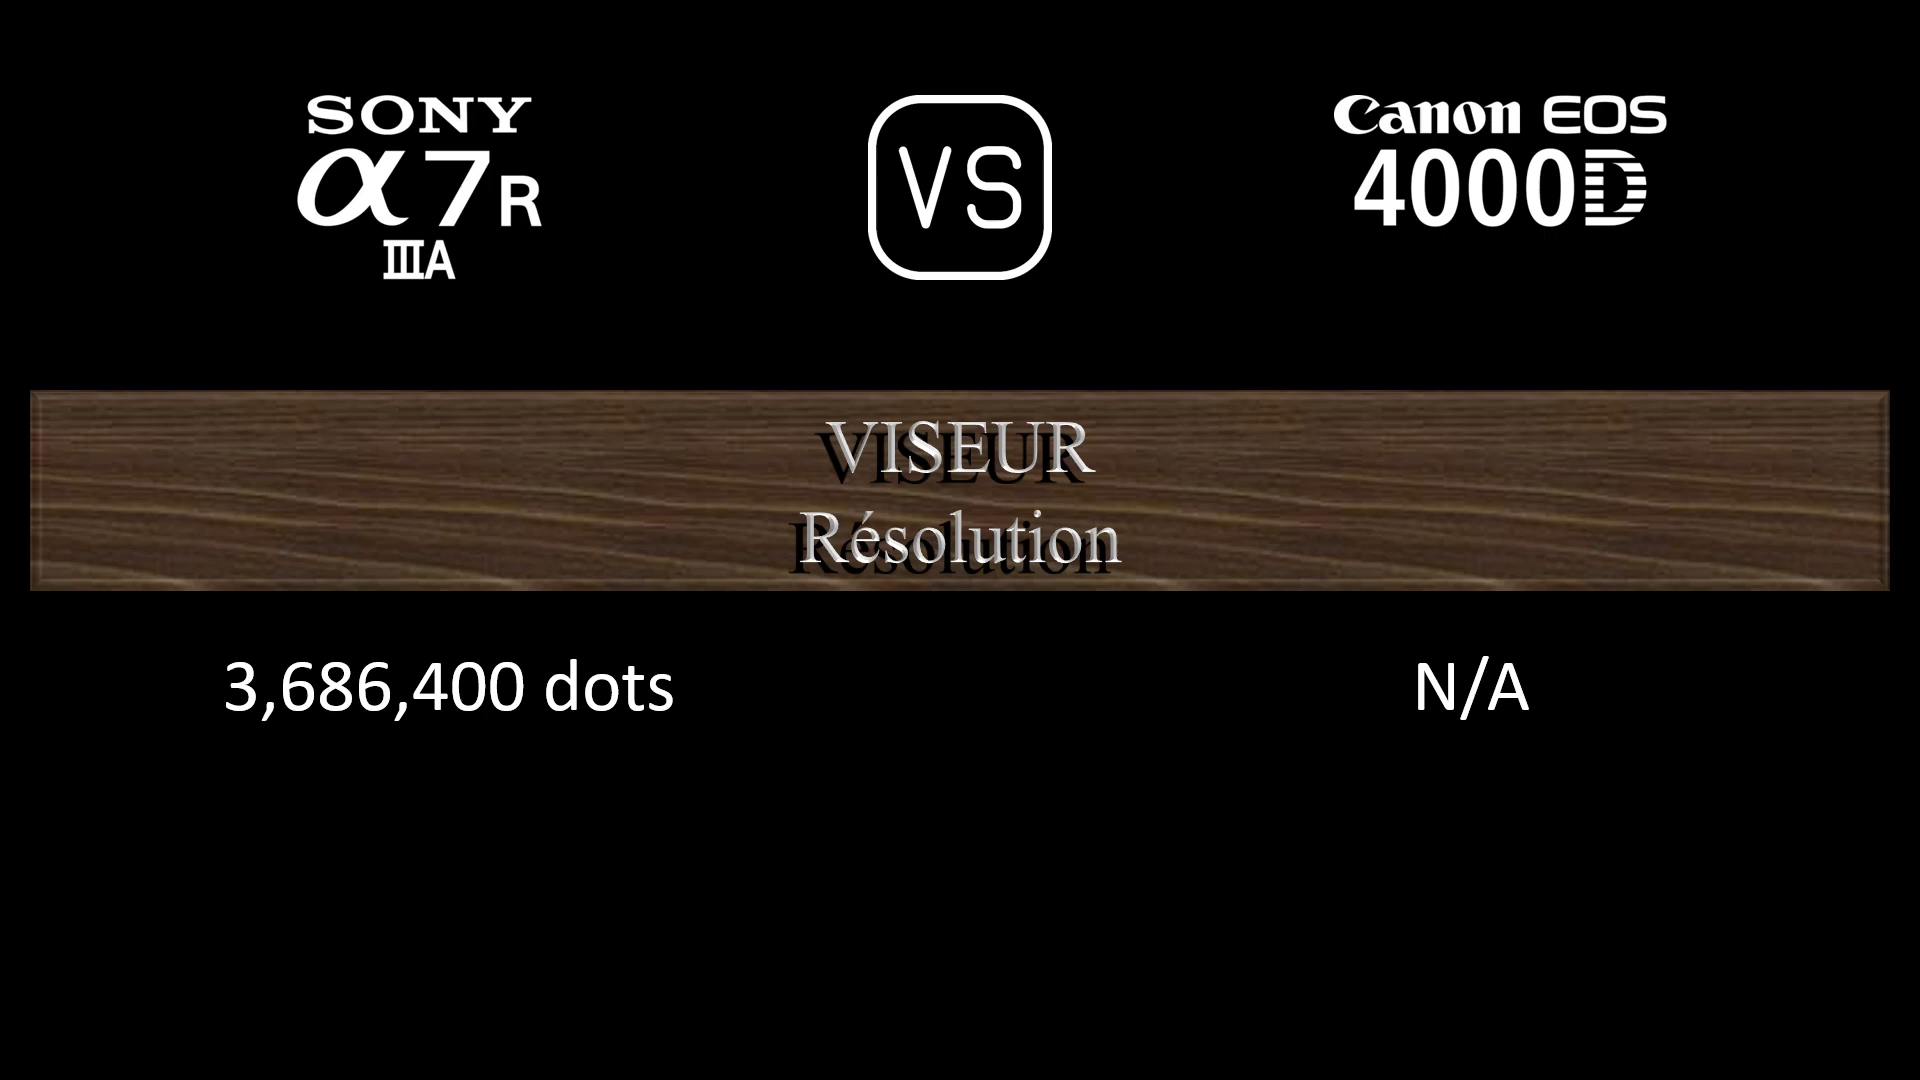 SONY
α7R
IIIA
VS
Canon EOS
4000D
VISEUR
Résolution
3,686,400 dots
N/A